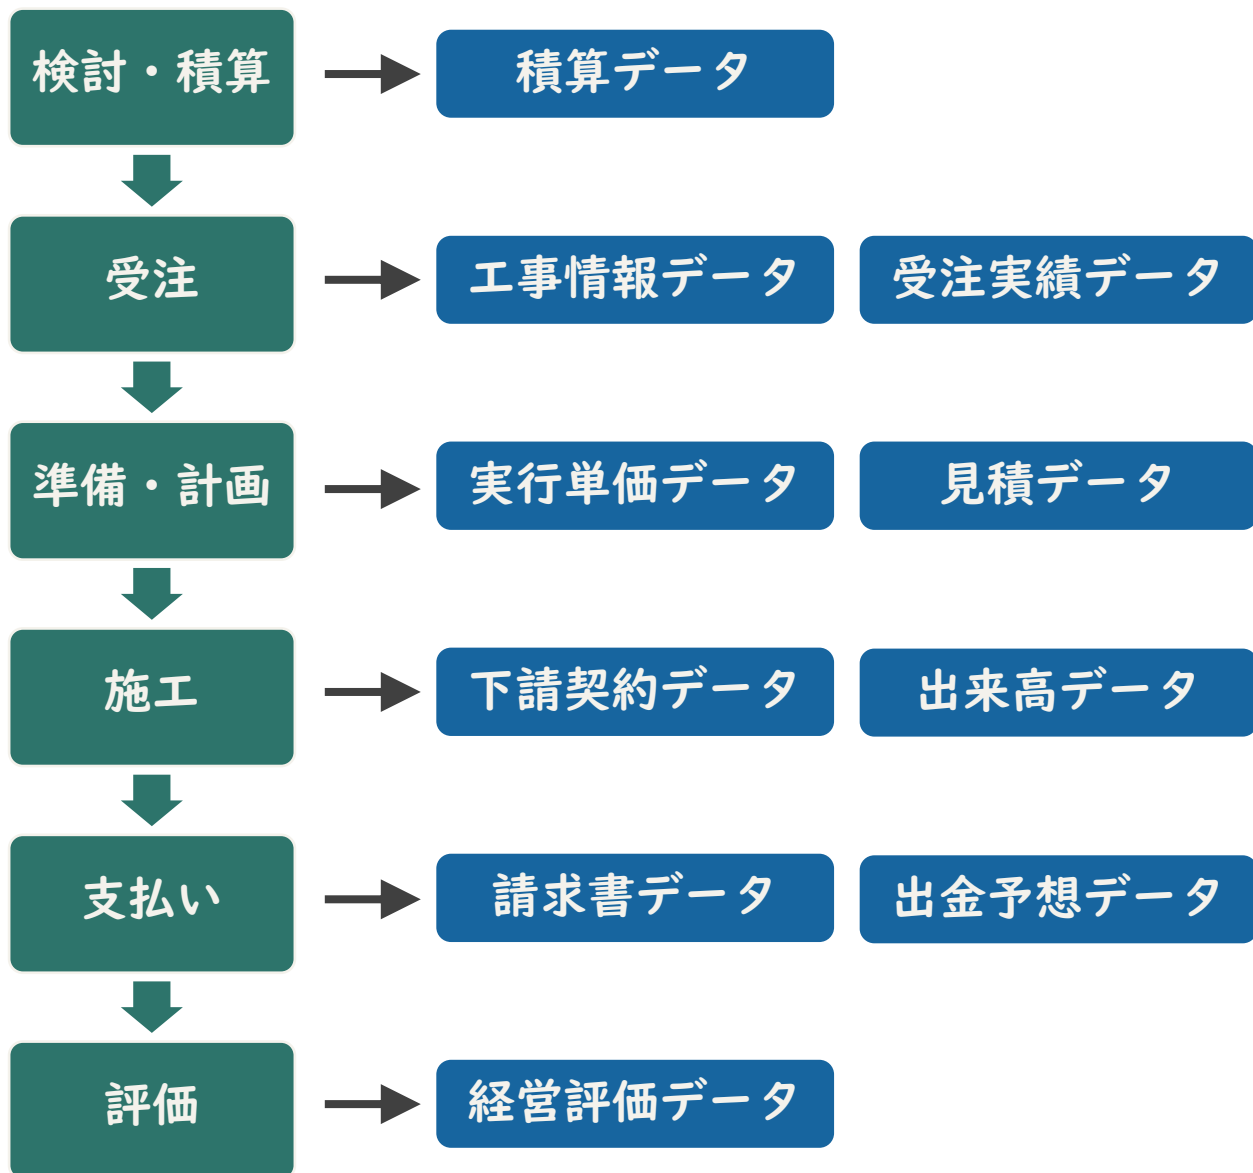 検討・積算
積算データ
受注
工事情報データ
受注実績データ
準備・計画
実行単価データ
見積データ
施工
下請契約データ
出来高データ
支払い
請求書データ
出金予想データ
評価
経営評価データ